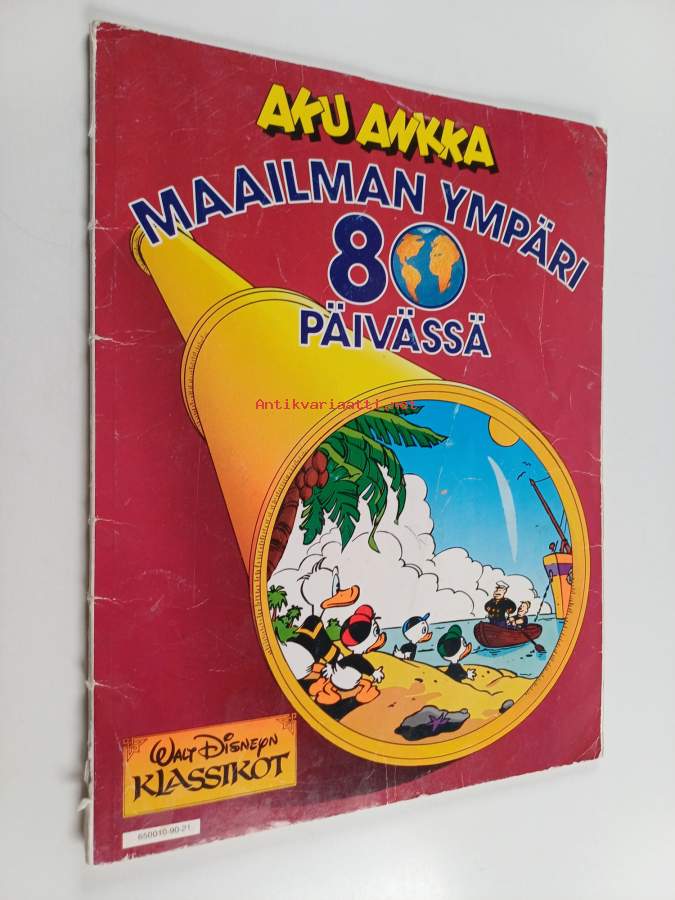 AKU ANKKA
MAAILMAN YMPÄRI
80
PÄIVÄSSÄ
Antikvariaatti.net
WALT DISNEYN
KLASSIKOT
650010-90-21